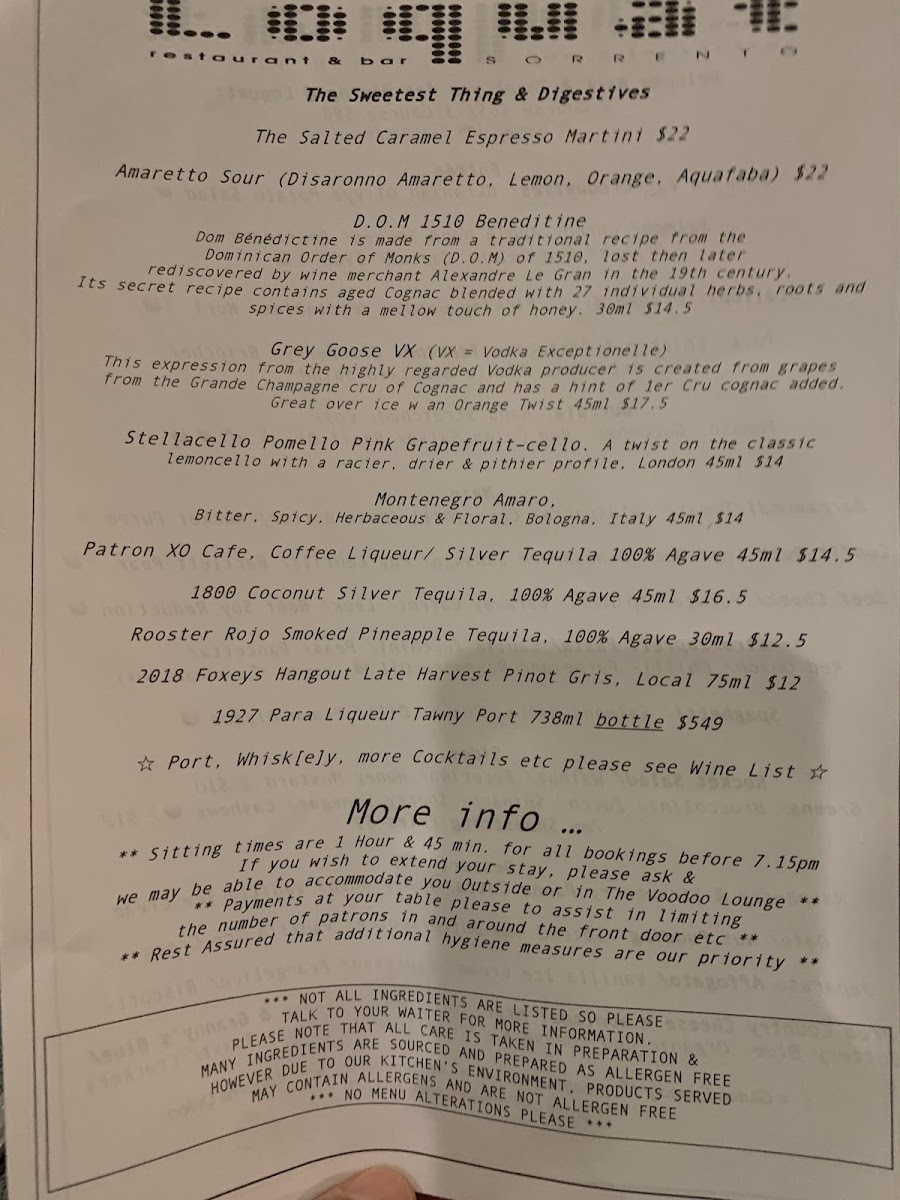 Loquat
restaurant & bar SORRENTO
The Sweetest Thing & Digestives
The Salted Caramel Espresso Martini $22
Amaretto Sour (Disaronno Amaretto, Lemon, Orange, Aquafaba) $22
D.O.M 1510 Beneditine
Dom Bénédictine is made from a traditional recipe from the
Dominican Order of Monks (D.O.M) of 1510, lost then later
rediscovered by wine merchant Alexandre Le Gran in the 19th century.
Its secret recipe contains aged Cognac blended with 27 individual herbs, roots and
spices with a mellow touch of honey. 30ml $14.5
Grey Goose VX (VX = Vodka Exceptionelle)
This expression from the highly regarded Vodka producer is created from grapes
from the Grande Champagne cru of Cognac and has a hint of 1er Cru cognac added.
Great over ice w an Orange Twist 45ml $17.5
Stellacello Pomello Pink Grapefruit-cello. A twist on the classic
lemoncello with a racier, drier & pithier profile, London 45ml $14
Montenegro Amaro,
Bitter, Spicy, Herbaceous & Floral, Bologna, Italy 45ml $14
Patron XO Cafe, Coffee Liqueur/ Silver Tequila 100% Agave 45ml $14.5
1800 Coconut Silver Tequila, 100% Agave 45ml $16.5
Rooster Rojo Smoked Pineapple Tequila, 100% Agave 30ml $12.5
2018 Foxeys Hangout Late Harvest Pinot Gris, Local 75ml $12
1927 Para Liqueur Tawny Port 738ml bottle $549
☆ Port, Whisk[e]y, more Cocktails etc please see Wine List ☆
More info …
** Sitting times are 1 Hour & 45 min. for all bookings before 7.15pm
If you wish to extend your stay, please ask &
we may be able to accommodate you Outside or in The Voodoo Lounge **
** Payments at your table please to assist in limiting
the number of patrons in and around the front door etc **
** Rest Assured that additional hygiene measures are our priority **
*** NOT ALL INGREDIENTS ARE LISTED SO PLEASE
TALK TO YOUR WAITER FOR MORE INFORMATION.
PLEASE NOTE THAT ALL CARE IS TAKEN IN PREPARATION &
MANY INGREDIENTS ARE SOURCED AND PREPARED AS ALLERGEN FREE
HOWEVER DUE TO OUR KITCHEN'S ENVIRONMENT, PRODUCTS SERVED
MAY CONTAIN ALLERGENS AND ARE NOT ALLERGEN FREE
*** NO MENU ALTERATIONS PLEASE ***